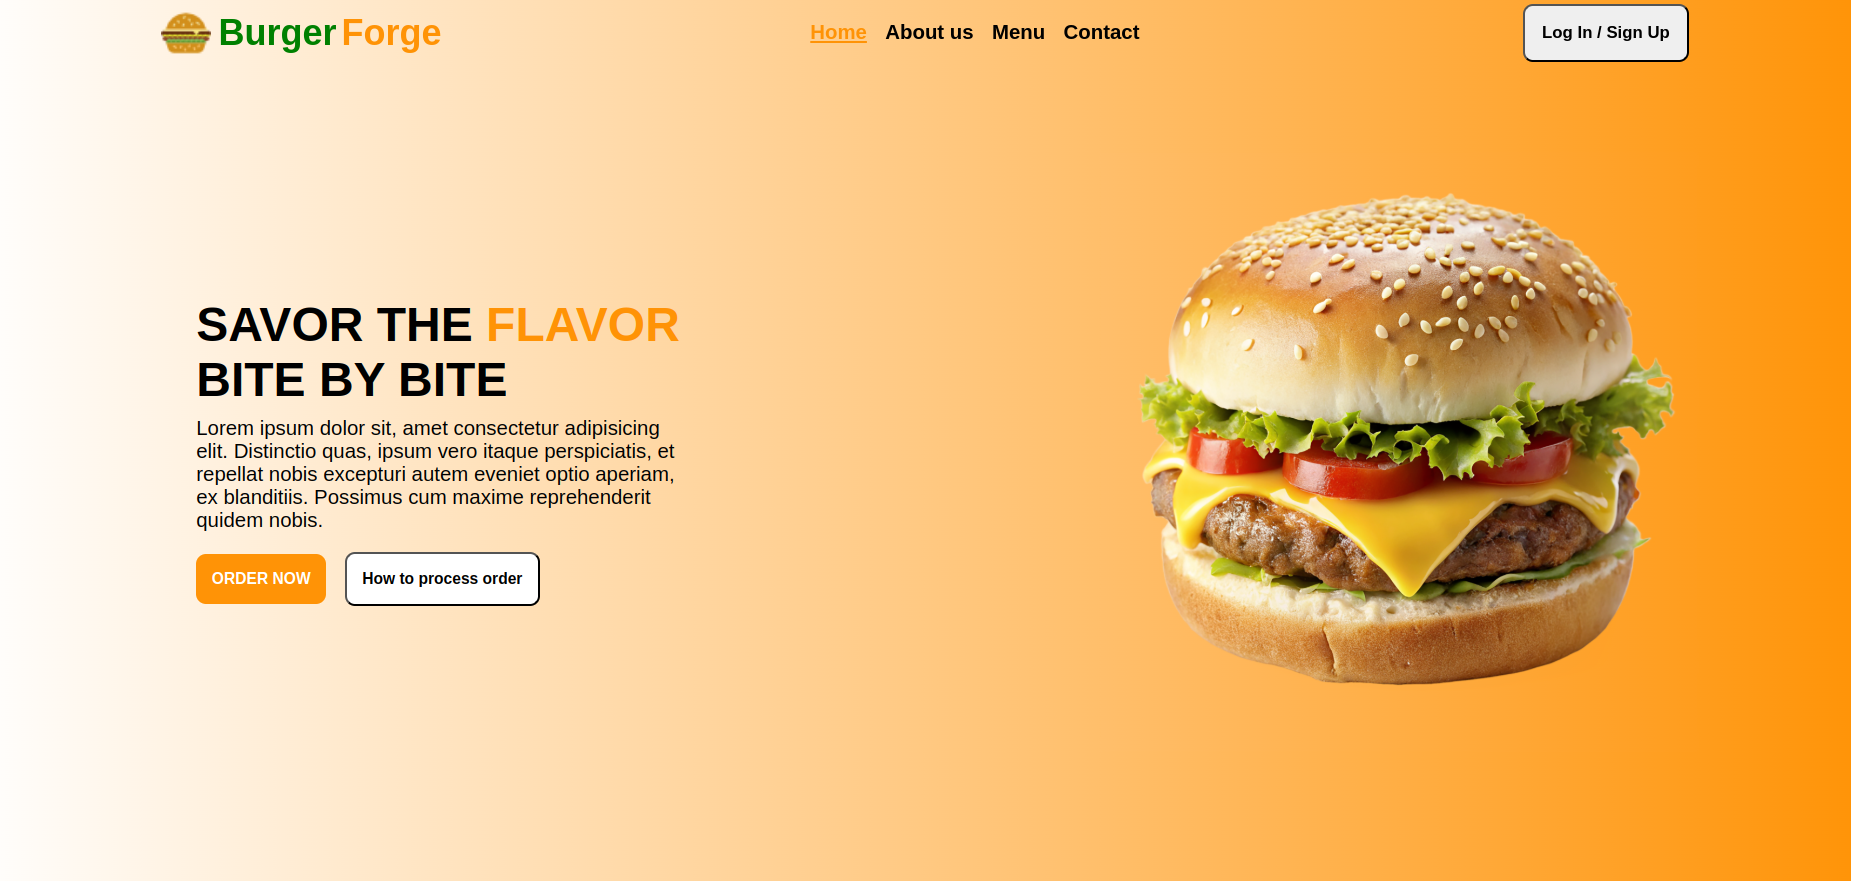 Burger Forge
Home About us Menu Contact
Log In / Sign Up
SAVOR THE FLAVOR
BITE BY BITE
Lorem ipsum dolor sit, amet consectetur adipisicing
elit. Distinctio quas, ipsum vero itaque perspiciatis, et
repellat nobis excepturi autem eveniet optio aperiam,
ex blanditiis. Possimus cum maxime reprehenderit
quidem nobis.
ORDER NOW
How to process order